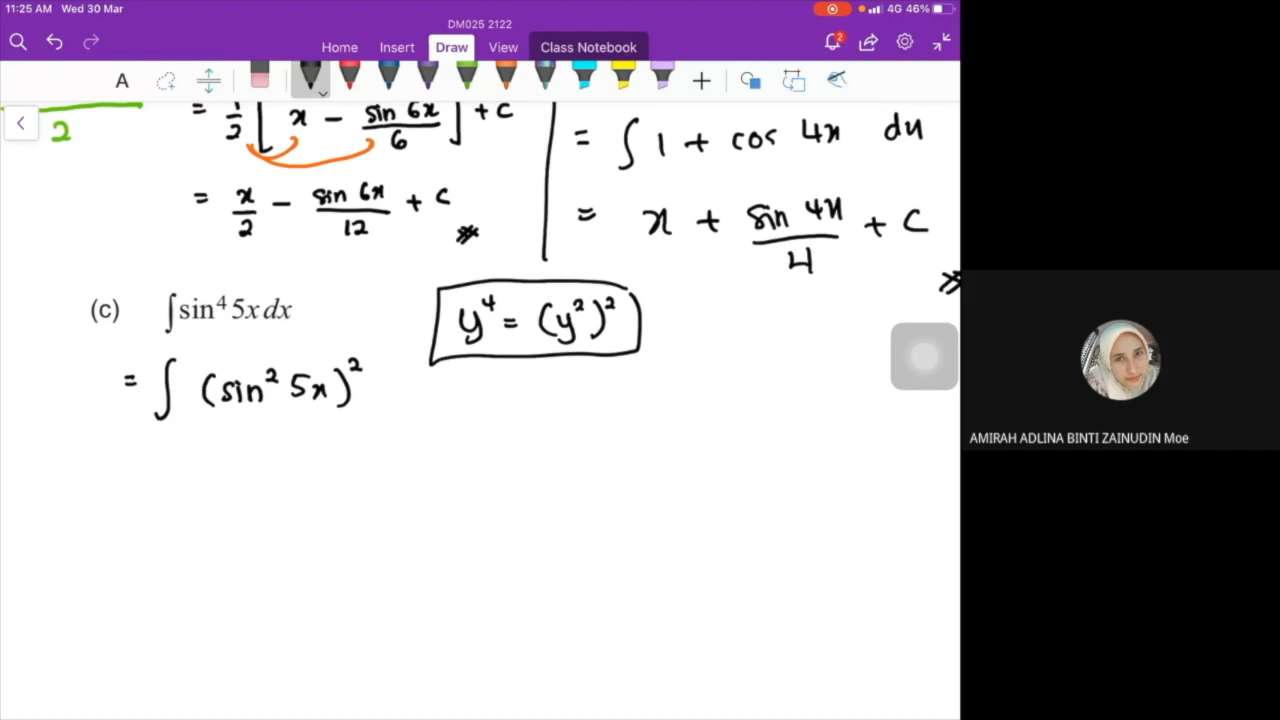 11:25 AM Wed 30 Mar
4G 46%
DM025 2122
Home Insert Draw View Class Notebook
2
A
2
= 1/2 [ x - sin 6x/6 ] + c
= x/2 - sin 6x/12 + c
= ∫ 1 + cos 4x dx
= x + sin 4x/4 + c
(c) ∫ sin⁴ 5x dx
y⁴ = (y²)²
= ∫ (sin² 5x)²
AMIRAH ADLINA BINTI ZAINUDIN Moe